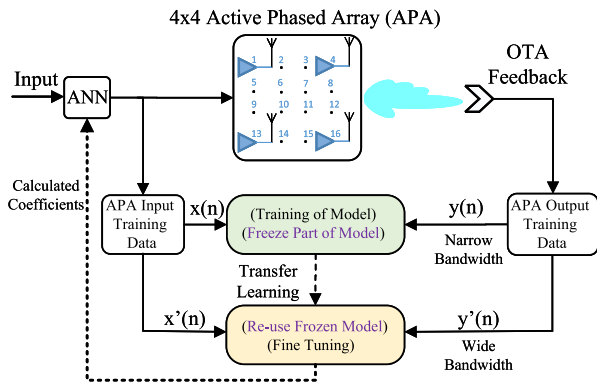 4x4 Active Phased Array (APA)
Input
ANN
1 2 3 4
5 6 7 8
9 10 11 12
13 14 15 16
OTA
Feedback
Calculated
Coefficients
APA Input
Training
Data
x(n)
(Training of Model)
(Freeze Part of Model)
y(n)
Narrow
Bandwidth
APA Output
Training
Data
Transfer
Learning
x’(n)
(Re-use Frozen Model)
(Fine Tuning)
y’(n)
Wide
Bandwidth